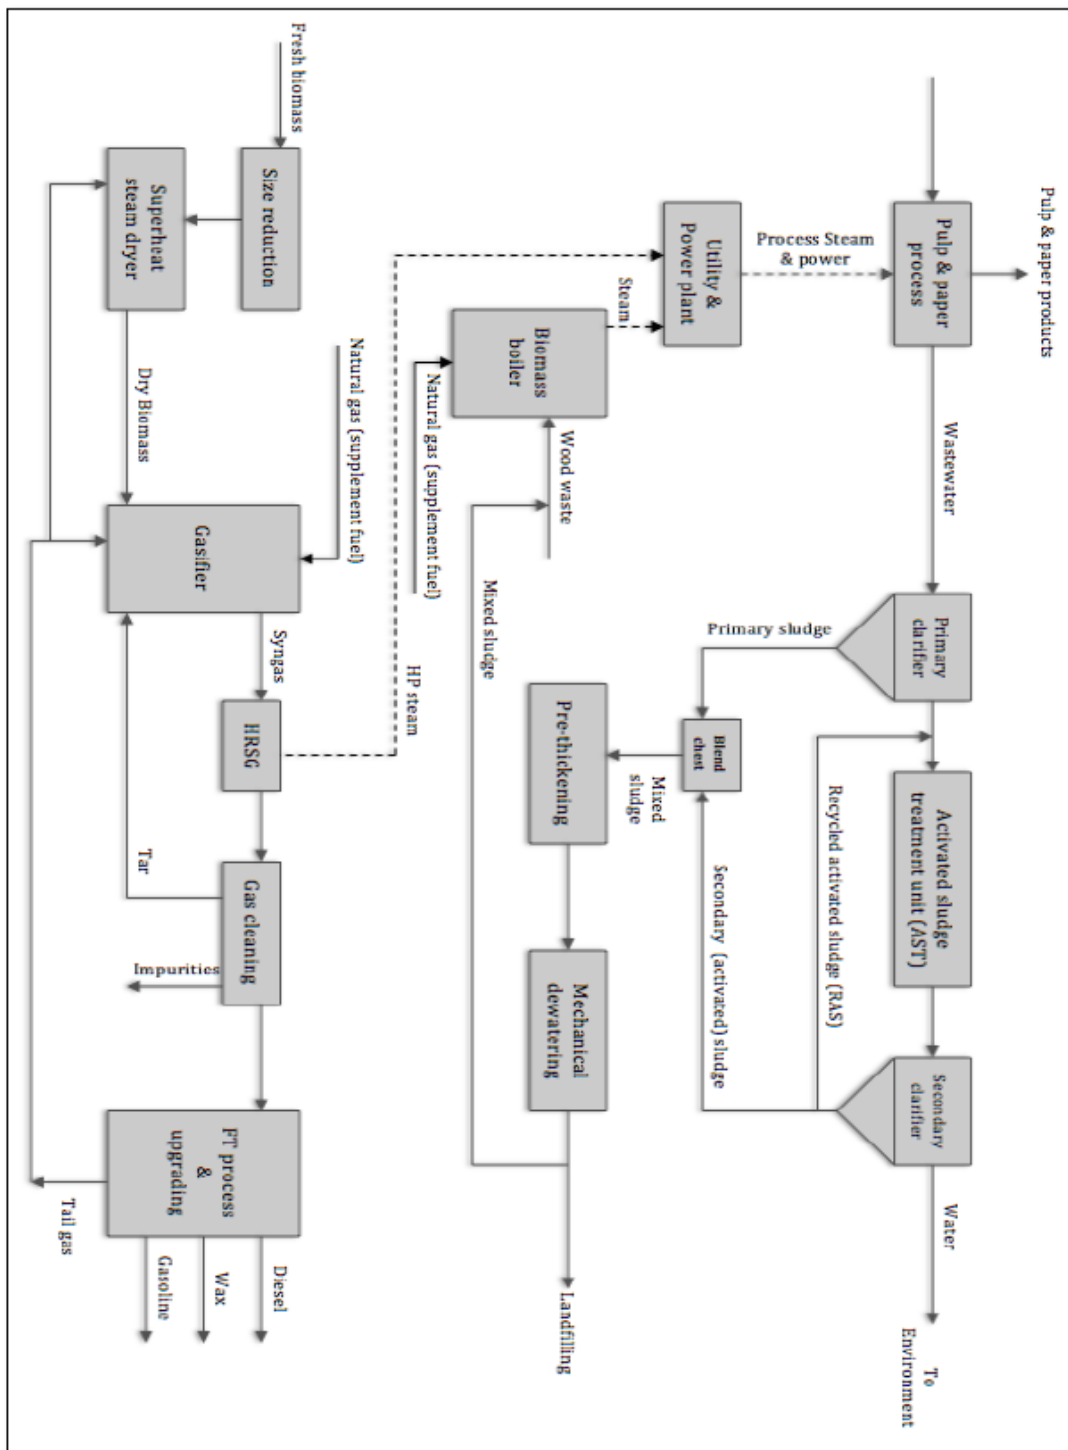 Pulp & paper products
Pulp & paper
process
Wastewater
Primary
clarifier
Activated sludge
treatment unit (AST)
Secondary
clarifier
Water
To
Environment
Process Steam
& power
Primary sludge
Recycled activated sludge (RAS)
Utility &
Power plant
Blend
chest
Secondary (activated) sludge
Steam
Mixed
sludge
Biomass
boiler
Wood waste
Pre-thickening
Mechanical
dewatering
Landfilling
Natural gas (supplement fuel)
Mixed sludge
HP steam
Natural gas (supplement fuel)
Fresh biomass
Size reduction
Syngas
HRSG
Gas cleaning
Diesel
Superheat
steam dryer
Dry Biomass
Gasifier
Tar
Impurities
FT process
&
upgrading
Wax
Gasoline
Tail gas